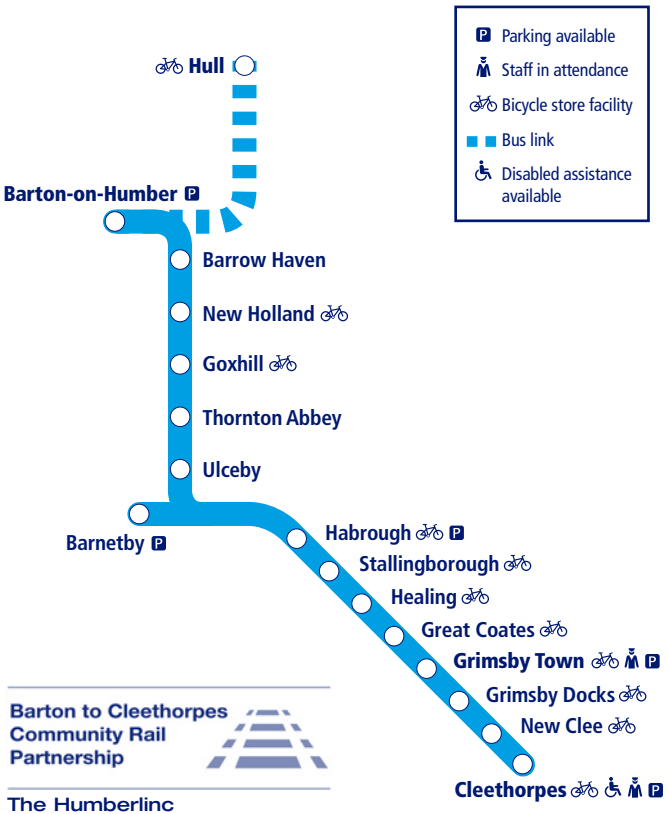 Parking available
Staff in attendance
Bicycle store facility
Bus link
Disabled assistance
available
Hull
Barton-on-Humber
Barrow Haven
New Holland
Goxhill
Thornton Abbey
Ulceby
Barnetby
Habrough
Stallingborough
Healing
Great Coates
Grimsby Town
Grimsby Docks
New Clee
Cleethorpes
Barton to Cleethorpes
Community Rail
Partnership
The Humberlinc